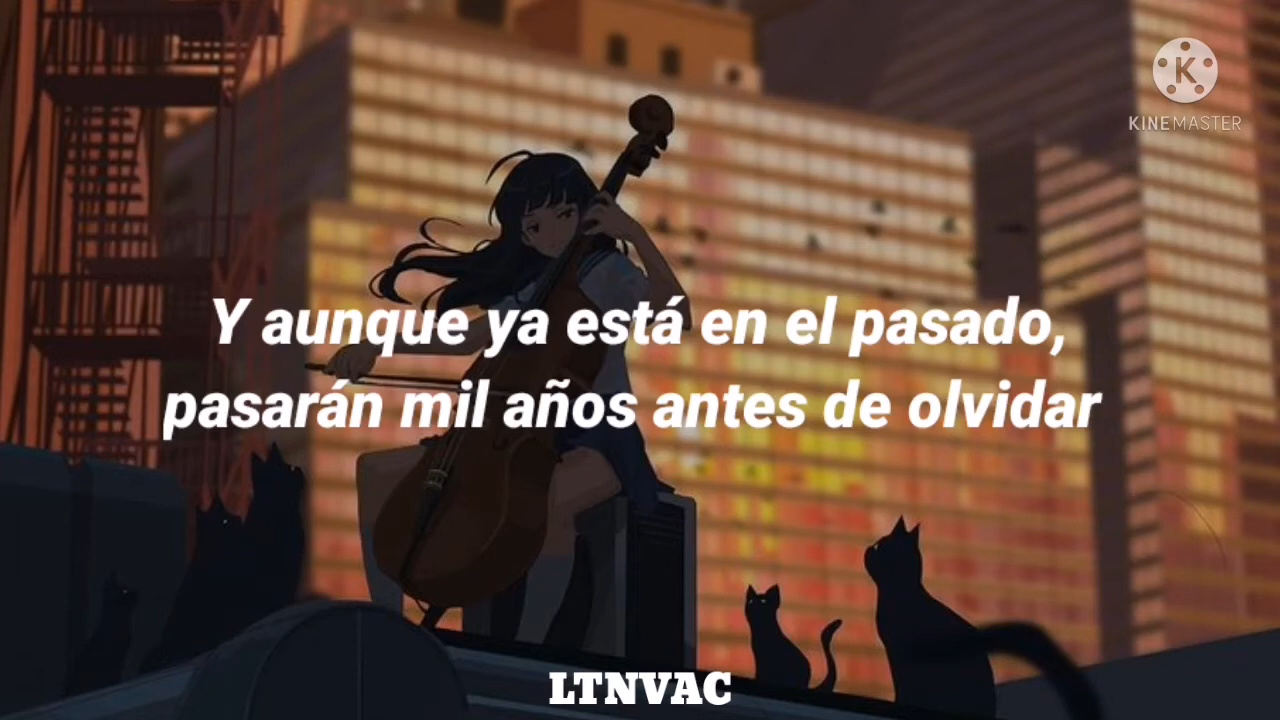 K
KINEMASTER
Y aunque ya está en el pasado,
pasarán mil años antes de olvidar
LTNVAC